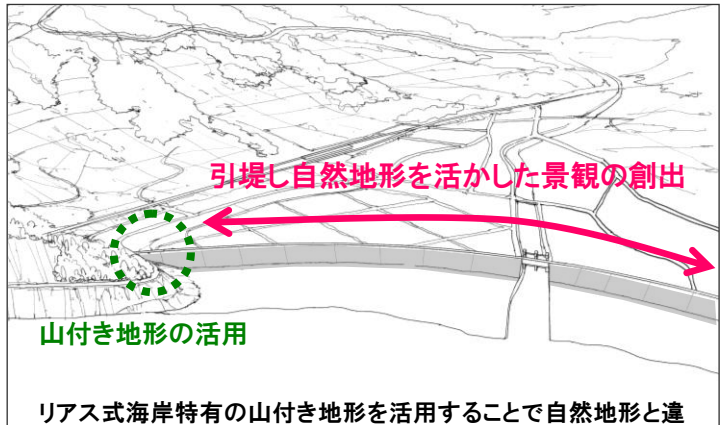 引堤し自然地形を活かした景観の創出
山付き地形の活用
リアス式海岸特有の山付き地形を活用することで自然地形と違